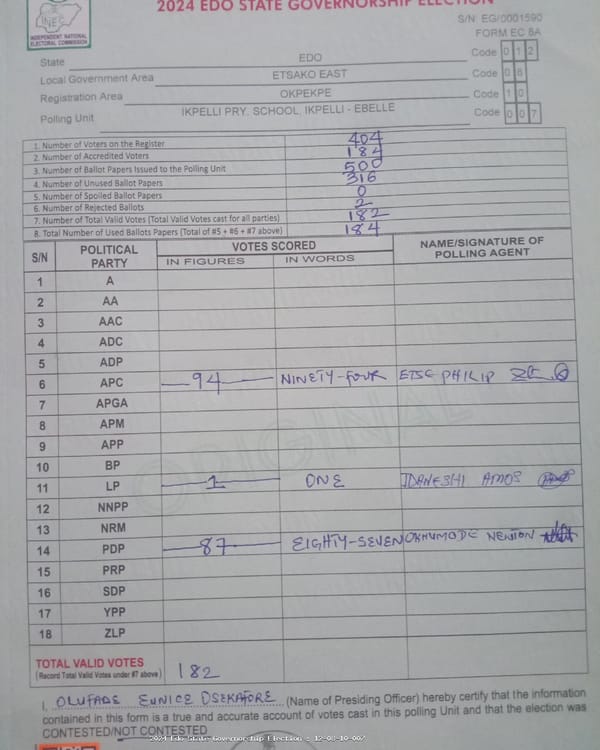 2024 EDO STATE GOVERNORSHIP ELECTION
INEC
INDEPENDENT NATIONAL
ELECTORAL COMMISSION
S/N EG/0001590
FORM EC 8A
State EDO Code 0 1 2
Local Government Area ETSAKO EAST Code 0 8
Registration Area OKPEKPE Code 1 0
Polling Unit IKPELLI PRY. SCHOOL, IKPELLI - EBELLE Code 0 0 7
1. Number of Voters on the Register 404
2. Number of Accredited Voters 184
3. Number of Ballot Papers Issued to the Polling Unit 500
4. Number of Unused Ballot Papers 316
5. Number of Spoiled Ballot Papers 0
6. Number of Rejected Ballots 2
7. Number of Total Valid Votes (Total Valid Votes cast for all parties) 182
8. Total Number of Used Ballots Papers (Total of #5 + #6 + #7 above) 184
S/N POLITICAL PARTY VOTES SCORED NAME/SIGNATURE OF POLLING AGENT
IN FIGURES IN WORDS
1 A
2 AA
3 AAC
4 ADC
5 ADP
6 APC 94 NINETY-FOUR ETSE PHILIP
7 APGA
8 APM
9 APP
10 BP
11 LP 1 ONE IDANESHI AMOS
12 NNPP
13 NRM
14 PDP 87 EIGHTY-SEVEN OKHUMODE NEWTON
15 PRP
16 SDP
17 YPP
18 ZLP
ORIGINAL
TOTAL VALID VOTES
(Record Total Valid Votes under #7 above) 182
I, OLUFADE EUNICE OSEKAFORE (Name of Presiding Officer) hereby certify that the information
contained in this form is a true and accurate account of votes cast in this polling Unit and that the election was
CONTESTED/NOT CONTESTED
2024 Edo State Governorship Election - 12-08-10-007